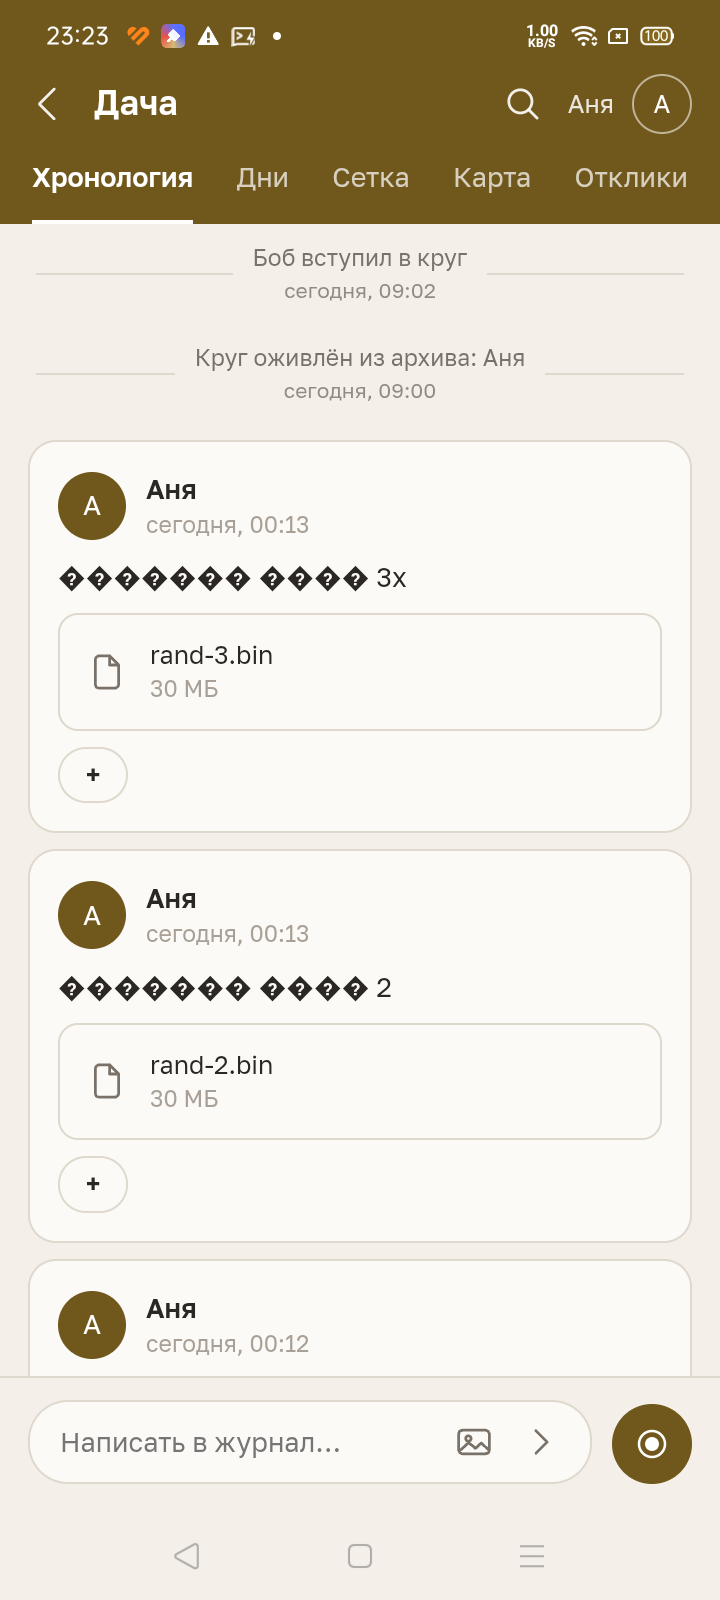 23:23
1.00
KB/S
100
Дача
Аня
А
Хронология Дни Сетка Карта Отклики
Боб вступил в круг
сегодня, 09:02
Круг оживлён из архива: Аня
сегодня, 09:00
А
Аня
сегодня, 00:13
������� ���� 3x
rand-3.bin
30 МБ
+
А
Аня
сегодня, 00:13
������� ���� 2
rand-2.bin
30 МБ
+
А
Аня
сегодня, 00:12
Написать в журнал...